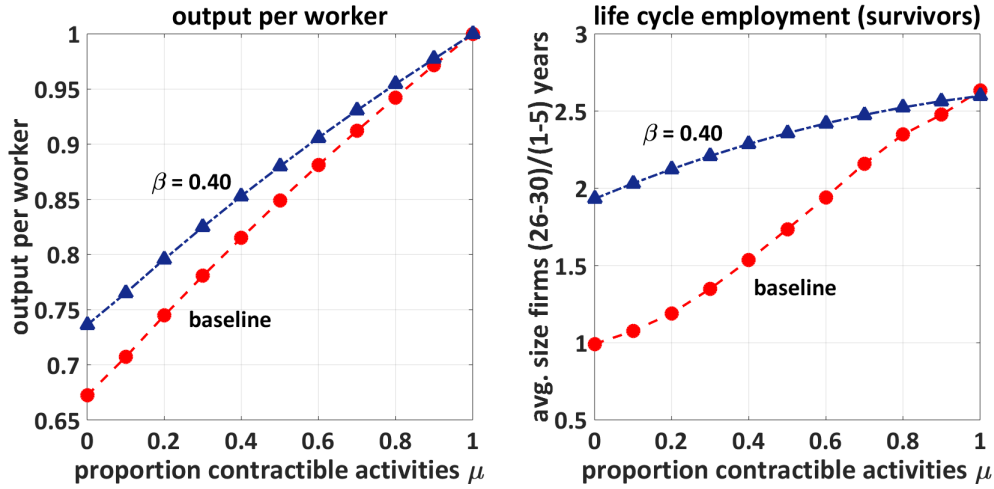 output per worker
output per worker
1
0.95
0.9
0.85
0.8
0.75
0.7
0.65
β = 0.40
baseline
0 0.2 0.4 0.6 0.8 1
proportion contractible activities μ
life cycle employment (survivors)
avg. size firms (26-30)/(1-5) years
3
2.5
2
1.5
1
0.5
β = 0.40
baseline
0 0.2 0.4 0.6 0.8 1
proportion contractible activities μ